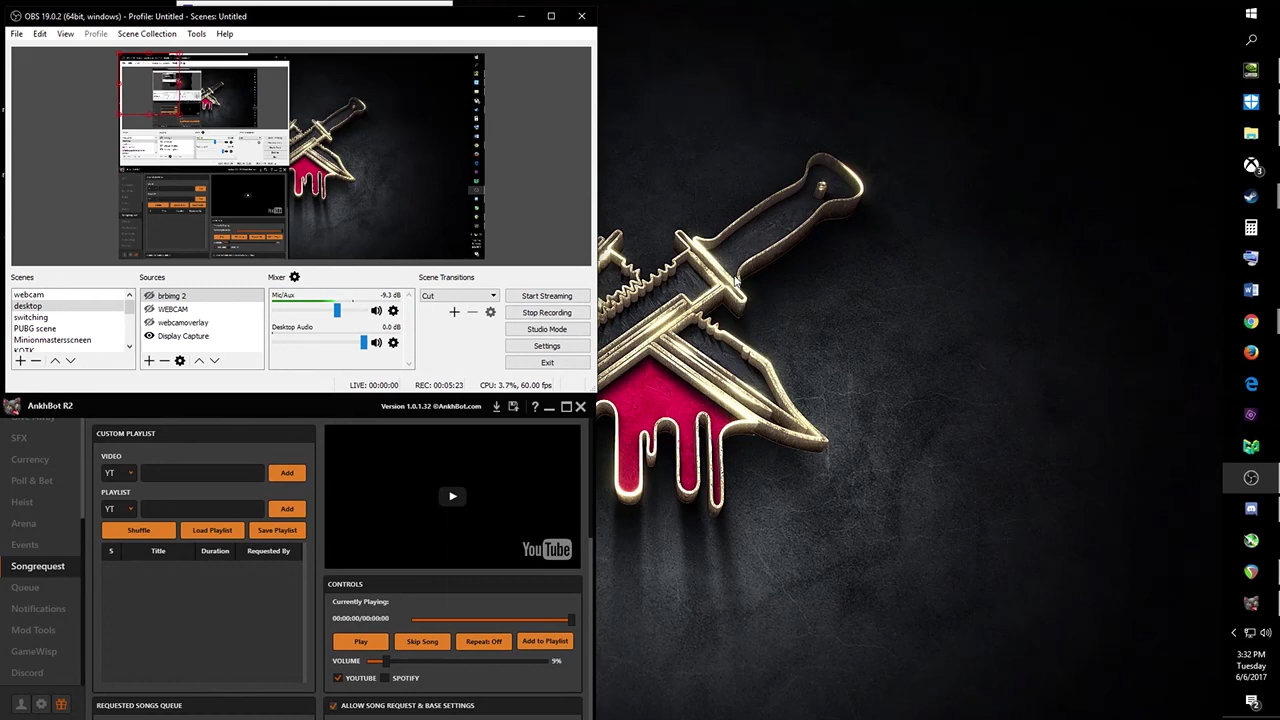 OBS 19.0.2 (64bit, windows) - Profile: Untitled - Scenes: Untitled
File Edit View Profile Scene Collection Tools Help
Scenes Sources Mixer Scene Transitions
webcam
desktop
switching
PUBG scene
Minionmastersscreen
brbimg 2
WEBCAM
webcamoverlay
Display Capture
Mic/Aux -9.3 dB
Desktop Audio 0.0 dB
Cut
Start Streaming
Stop Recording
Studio Mode
Settings
Exit
LIVE: 00:00:00 REC: 00:05:23 CPU: 3.7%, 60.00 fps
AnkhBot R2 Version 1.0.1.32 ©AnkhBot.com ?
SFX
Currency
Poll & Bet
Heist
Arena
Events
Songrequest
Queue
Notifications
Mod Tools
GameWisp
Discord
CUSTOM PLAYLIST
VIDEO
YT Add
PLAYLIST
YT Add
Shuffle Load Playlist Save Playlist
S Title Duration Requested By
REQUESTED SONGS QUEUE
YouTube
CONTROLS
Currently Playing:
00:00:00/00:00:00
Play Skip Song Repeat: Off Add to Playlist
VOLUME 9%
YOUTUBE SPOTIFY
ALLOW SONG REQUEST & BASE SETTINGS
3
3:32 PM
Tuesday
6/6/2017
2